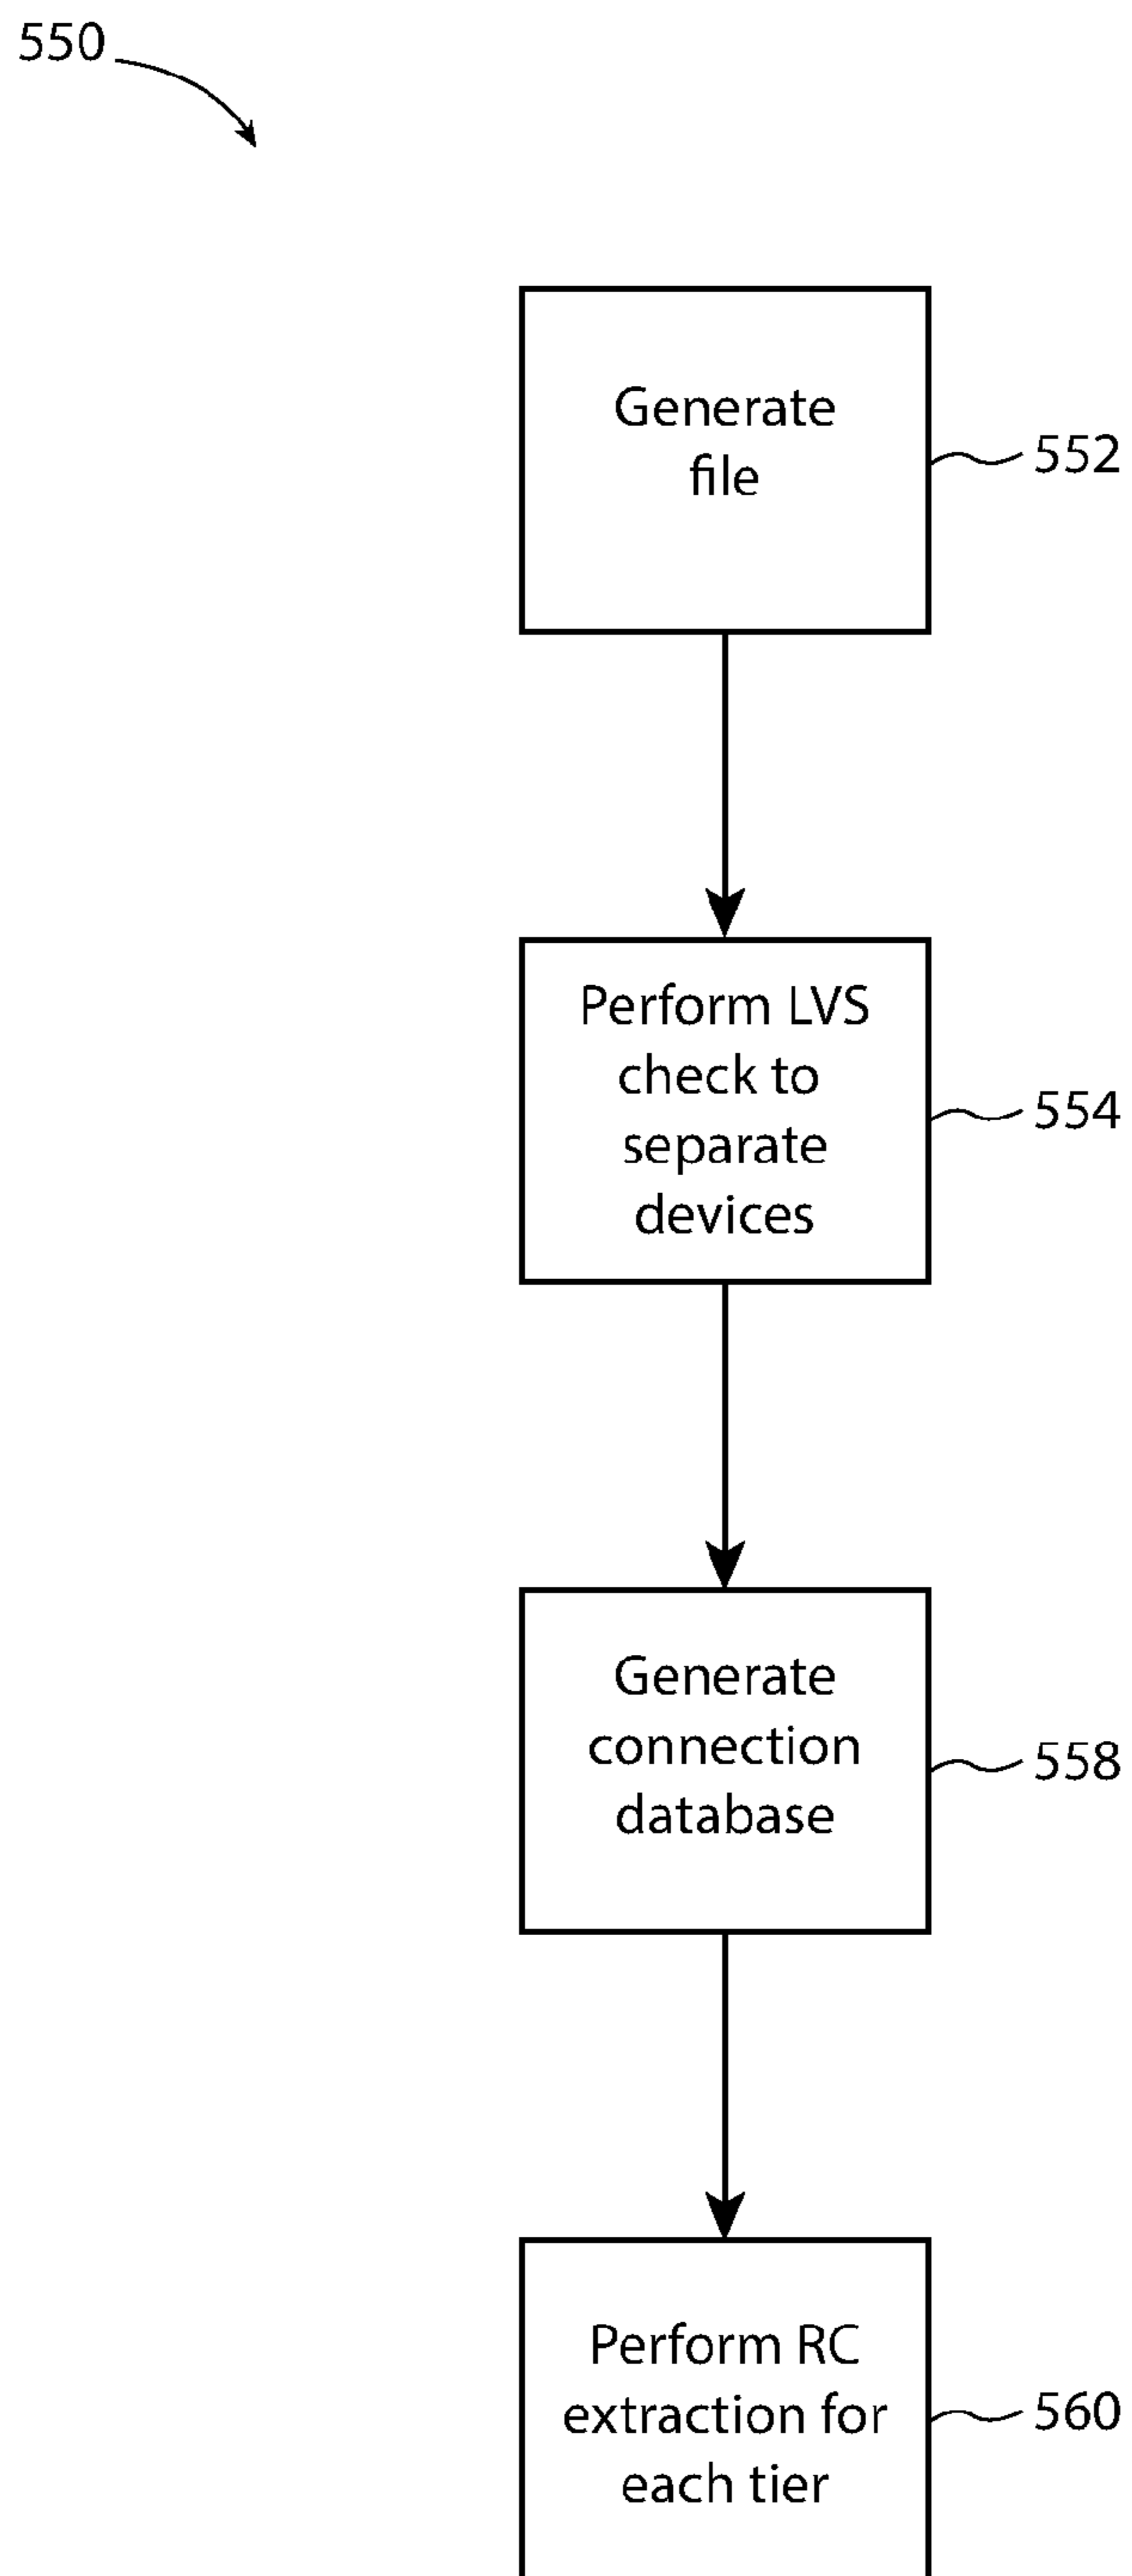 550
Generate
file
552
Perform LVS
check to
separate
devices
554
Generate
connection
database
558
Perform RC
extraction for
each tier
560